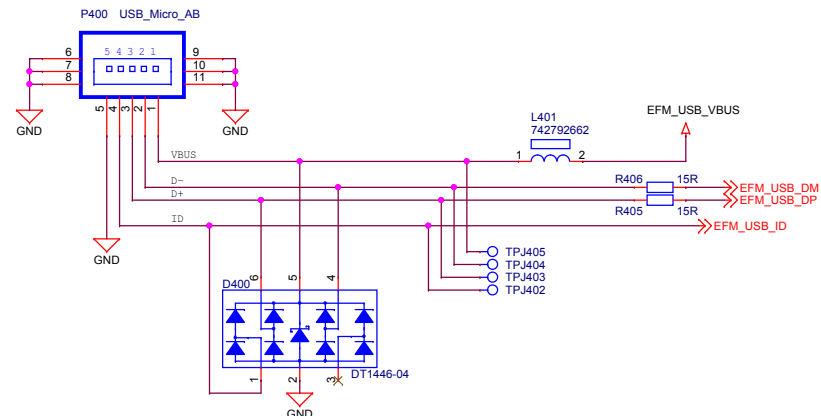 P400 USB_Micro_AB
5 4 3 2 1
6 9
7 10
8 11
5 4 3 2 1
GND
GND
L401
742792662
EFM_USB_VBUS
VBUS
1 2
D-
R406 15R
EFM_USB_DM
D+
EFM_USB_DP
R405 15R
ID
EFM_USB_ID
GND
TPJ405
TPJ404
TPJ403
TPJ402
6 5 4
D400
DT1446-04
1 2 3
GND